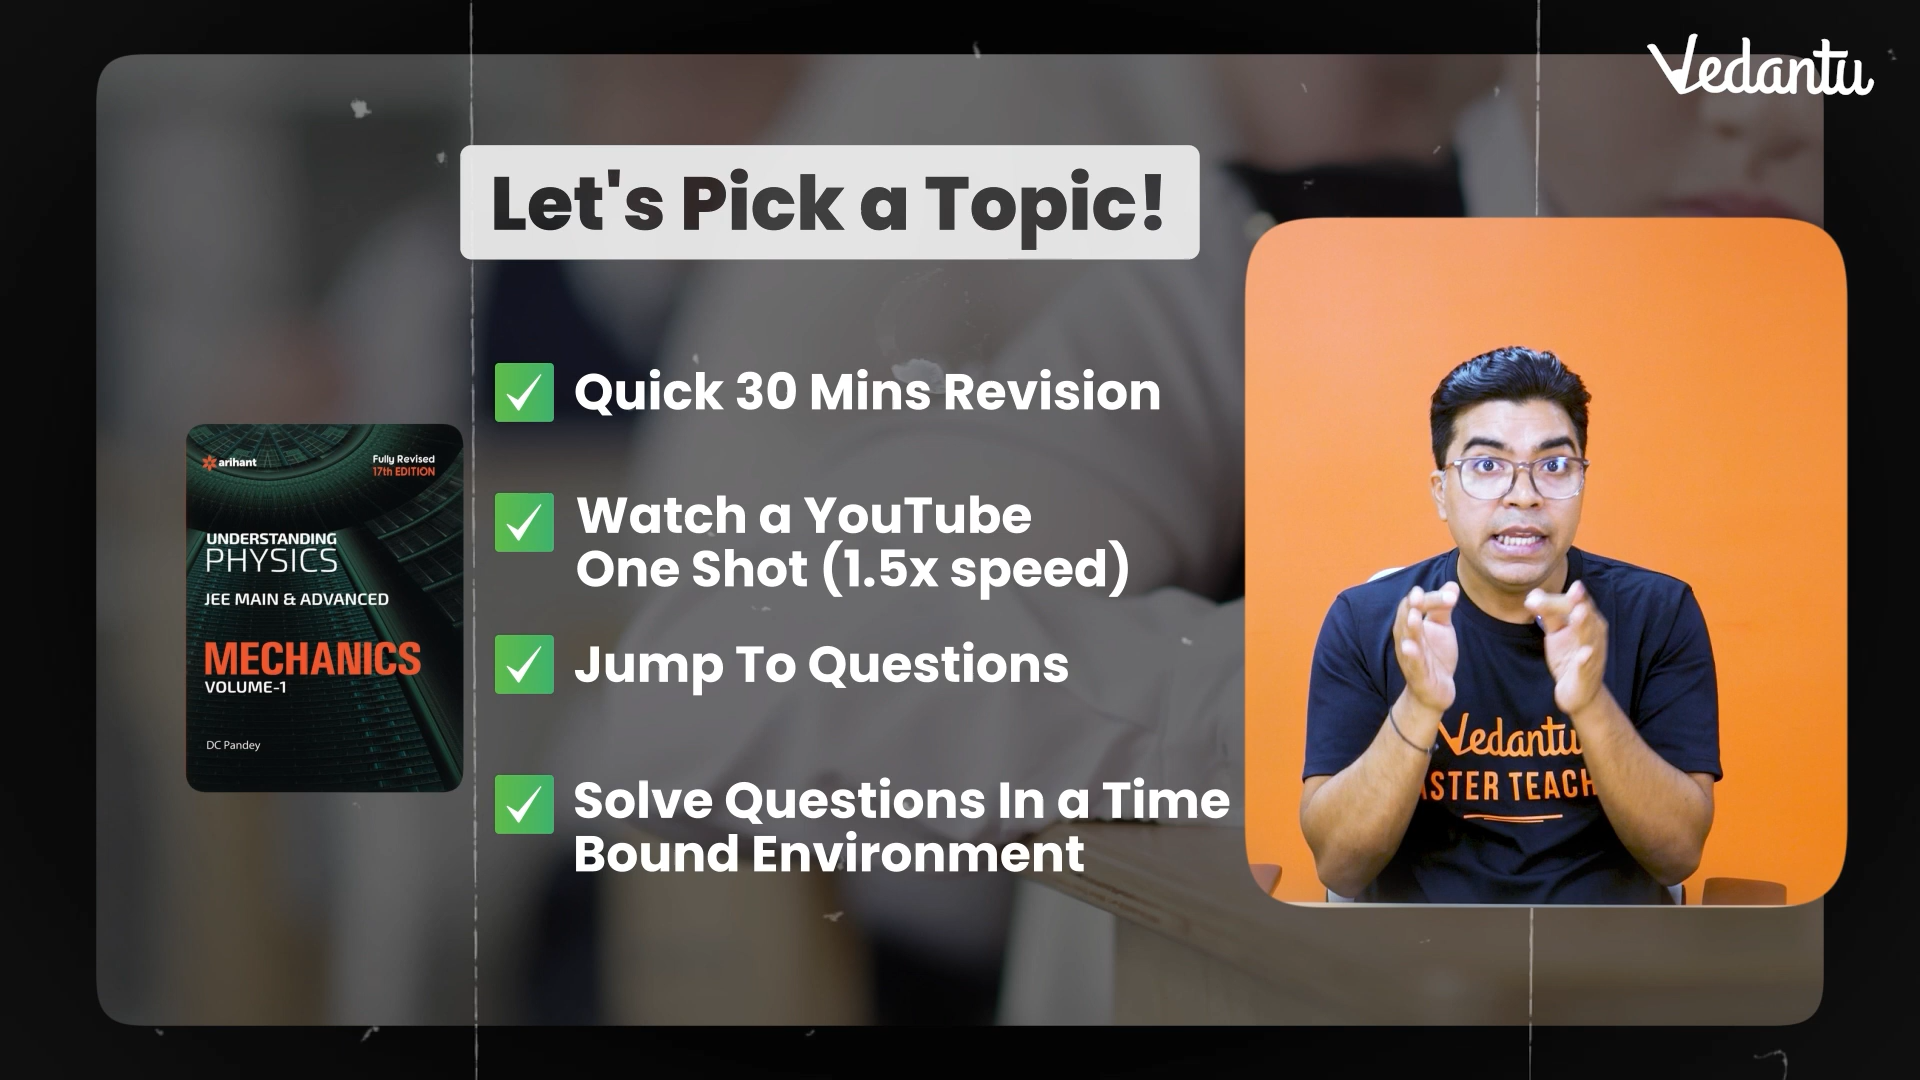 Vedantu
Let's Pick a Topic!
Quick 30 Mins Revision
Watch a YouTube
One Shot (1.5x speed)
Jump To Questions
Solve Questions In a Time
Bound Environment
arihant
Fully Revised
17th EDITION
UNDERSTANDING
PHYSICS
JEE MAIN & ADVANCED
MECHANICS
VOLUME-1
DC Pandey
Vedantu
STER TEACH